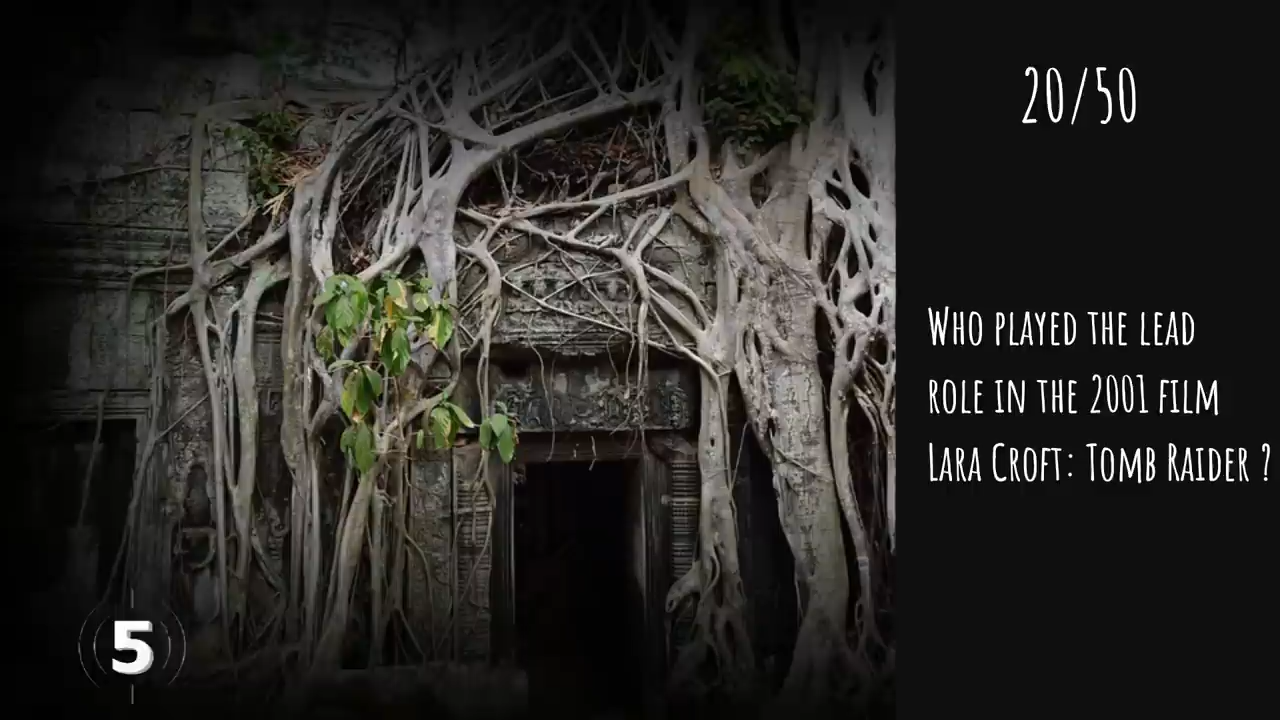 20/50
Who played the lead
role in the 2001 film
Lara Croft: Tomb Raider ?
5